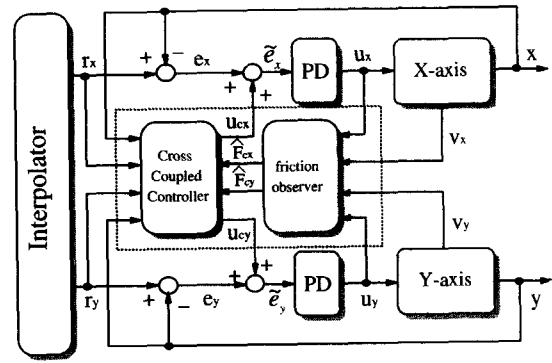 Interpolator
rx
+
−
ex
+
+
ẽx
PD
ux
X-axis
x
ucx
Cross
Coupled
Controller
F̂cx
F̂cy
friction
observer
vx
vy
ucy
ry
+
−
ey
+
+
ẽy
PD
uy
Y-axis
y